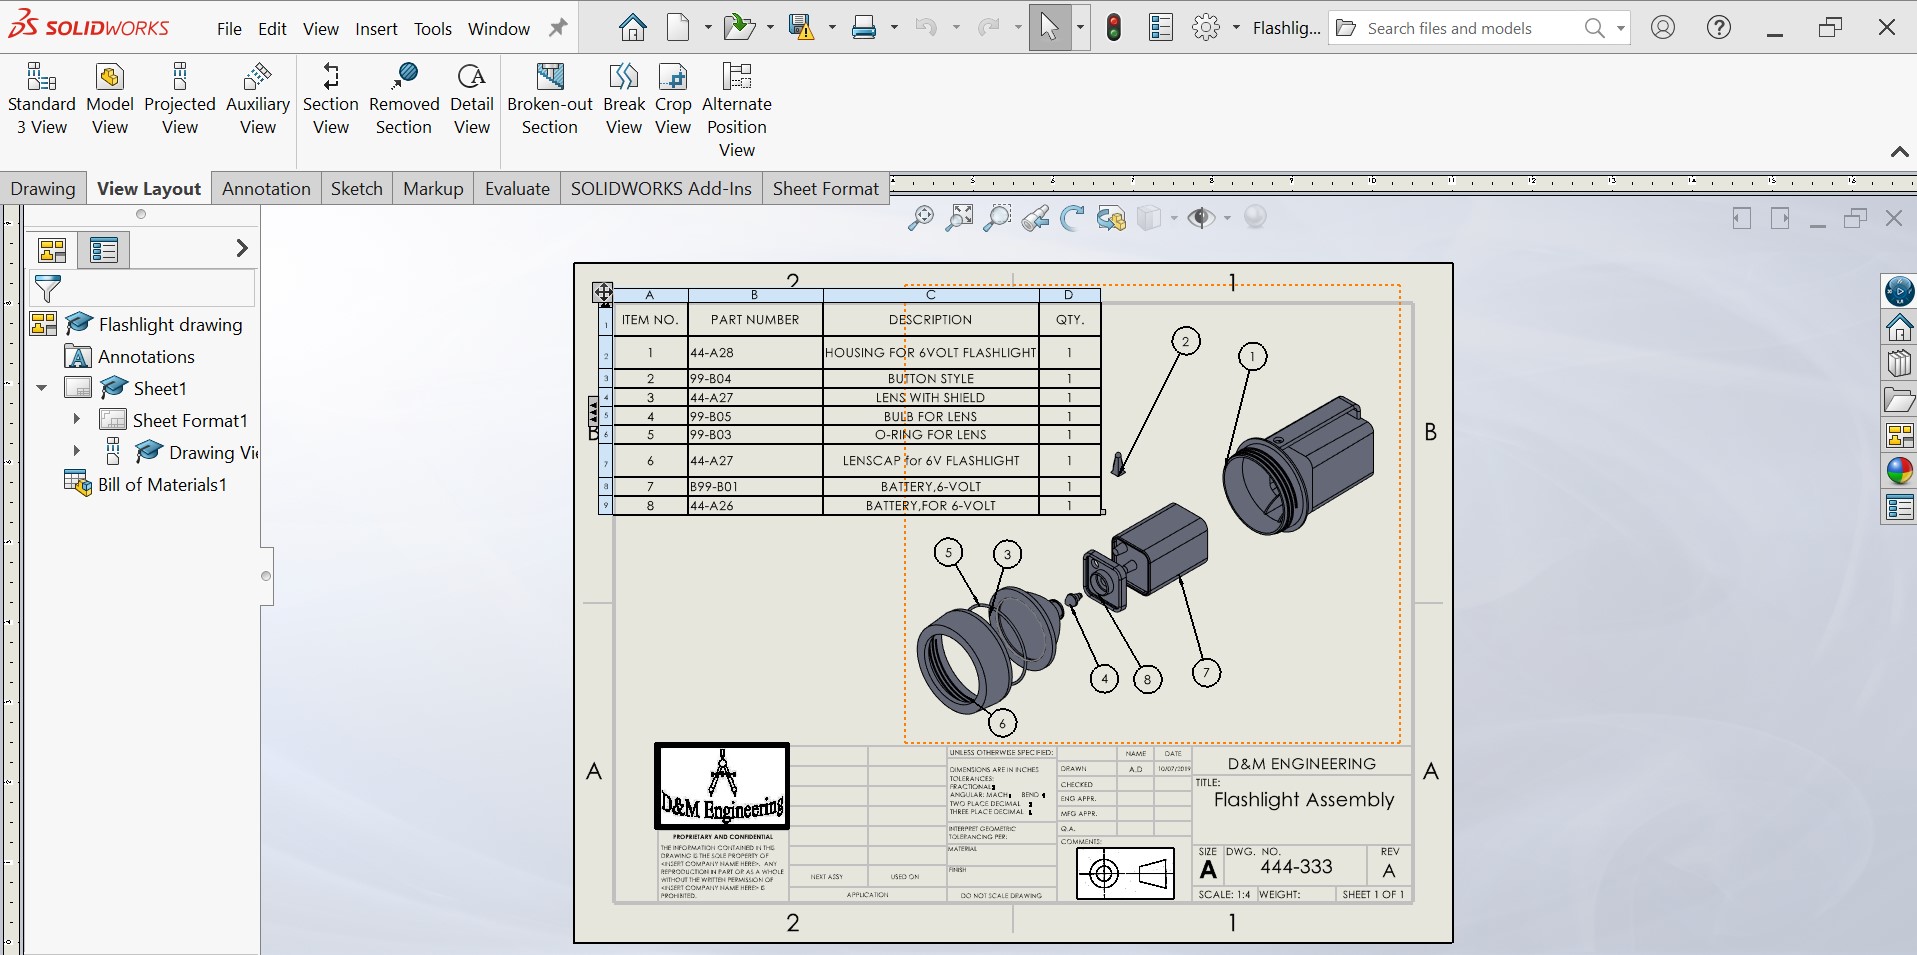 SOLIDWORKS File Edit View Insert Tools Window Flashlig... Search files and models
Standard 3 View
Model View
Projected View
Auxiliary View
Section View
Removed Section
Detail View
Broken-out Section
Break View
Crop View
Alternate Position View
Drawing View Layout Annotation Sketch Markup Evaluate SOLIDWORKS Add-Ins Sheet Format
Flashlight drawing
Annotations
Sheet1
Sheet Format1
Drawing Vi
Bill of Materials1
2 1
A B C D
1 ITEM NO. PART NUMBER DESCRIPTION QTY.
2 1 44-A28 HOUSING FOR 6VOLT FLASHLIGHT 1
3 2 99-B04 BUTTON STYLE 1
4 3 44-A27 LENS WITH SHIELD 1
5 4 99-B05 BULB FOR LENS 1
6 5 99-B03 O-RING FOR LENS 1
7 6 44-A27 LENSCAP for 6V FLASHLIGHT 1
8 7 B99-B01 BATTERY,6-VOLT 1
9 8 44-A26 BATTERY,FOR 6-VOLT 1
2 1
B B
5 3
4 8 7
6
A A
D&M Engineering
PROPRIETARY AND CONFIDENTIAL
THE INFORMATION CONTAINED IN THIS
DRAWING IS THE SOLE PROPERTY OF
<INSERT COMPANY NAME HERE>. ANY
REPRODUCTION IN PART OR AS A WHOLE
WITHOUT THE WRITTEN PERMISSION OF
<INSERT COMPANY NAME HERE> IS
PROHIBITED.
NEXT ASSY USED ON
APPLICATION
UNLESS OTHERWISE SPECIFIED:
DIMENSIONS ARE IN INCHES
TOLERANCES:
FRACTIONAL
ANGULAR: MACH BEND
TWO PLACE DECIMAL
THREE PLACE DECIMAL
INTERPRET GEOMETRIC
TOLERANCING PER:
MATERIAL
FINISH
DO NOT SCALE DRAWING
NAME DATE
DRAWN A.D 10/07/2019
CHECKED
ENG APPR.
MFG APPR.
Q.A.
COMMENTS:
D&M ENGINEERING
TITLE:
Flashlight Assembly
SIZE DWG. NO. REV
A 444-333 A
SCALE: 1:4 WEIGHT: SHEET 1 OF 1
2 1